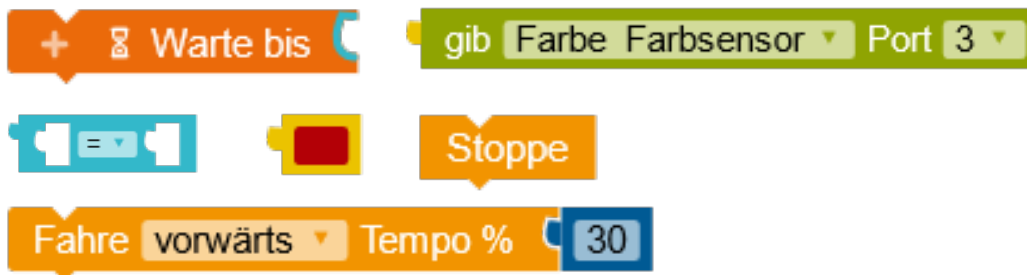 + Warte bis gib Farbe Farbsensor Port 3
= Stoppe
Fahre vorwärts Tempo % 30